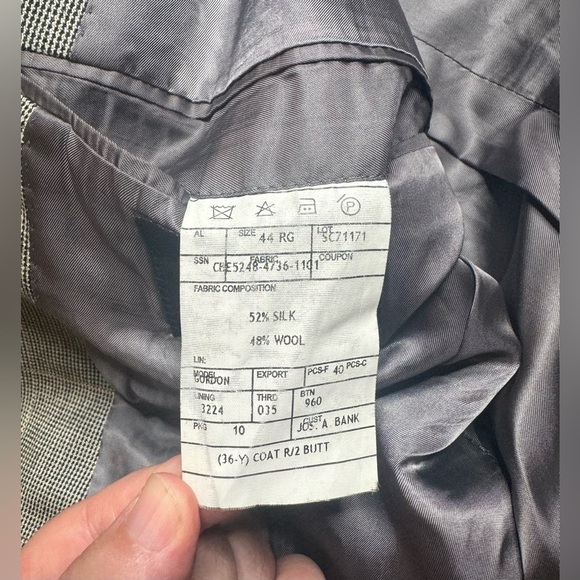 P
AL SIZE 44 RG LOT SC71171
SSN FABRIC COUPON
CBE5248-4736-1101
FABRIC COMPOSITION
52% SILK
48% WOOL
LIN:
MODEL EXPORT PCS-F 40 PCS-C
GORDON
LINING THRD BTN
3224 035 960
PKG 10 CUST JOS. A. BANK
(36-Y) COAT R/2 BUTT